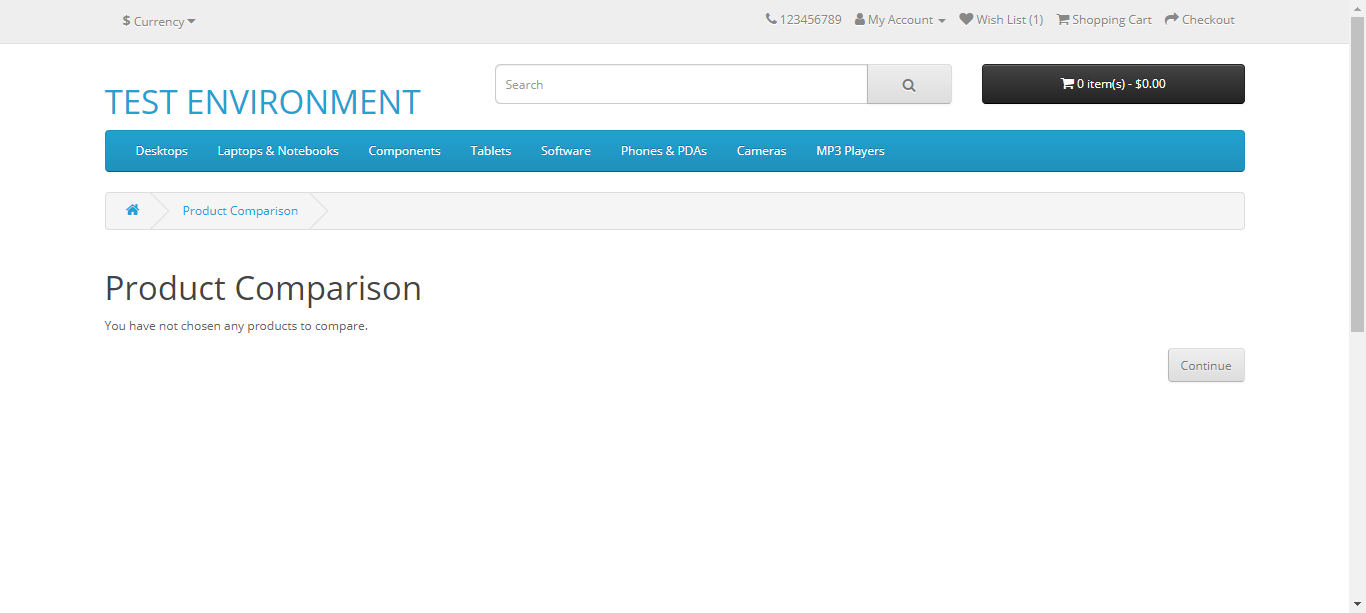 $ Currency
123456789 My Account Wish List (1) Shopping Cart Checkout
TEST ENVIRONMENT
Search
0 item(s) - $0.00
Desktops Laptops & Notebooks Components Tablets Software Phones & PDAs Cameras MP3 Players
Product Comparison
Product Comparison
You have not chosen any products to compare.
Continue